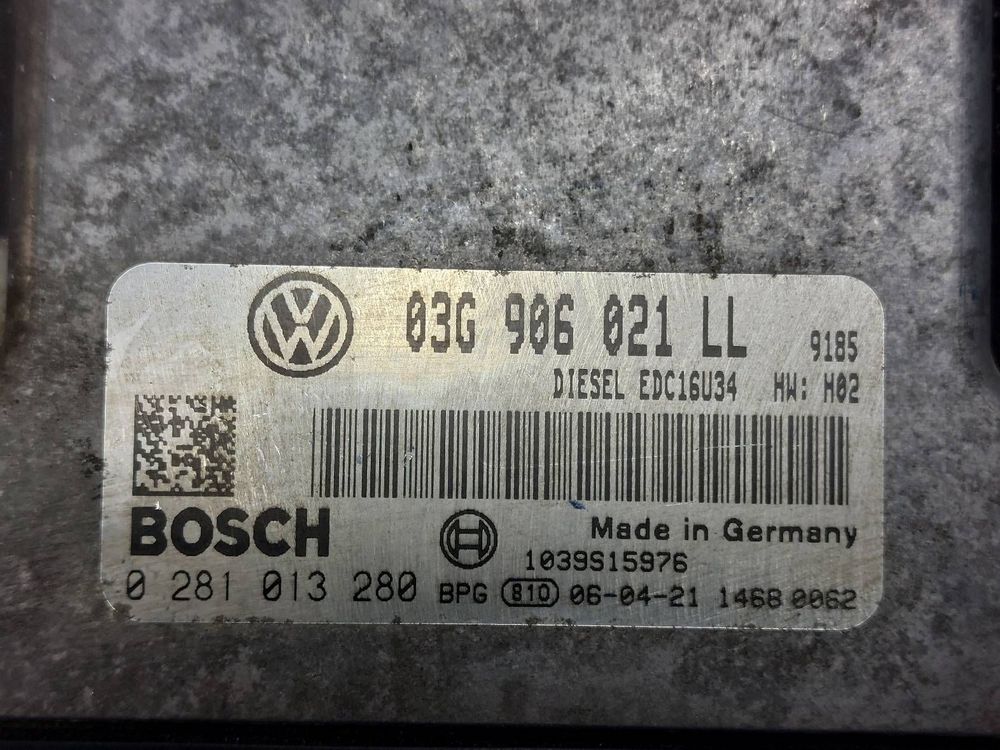 03G 906 021 LL 9185
DIESEL EDC16U34 HW: H02
BOSCH Made in Germany
1039S15976
0 281 013 280 BPG 810 06-04-21 1468 0062